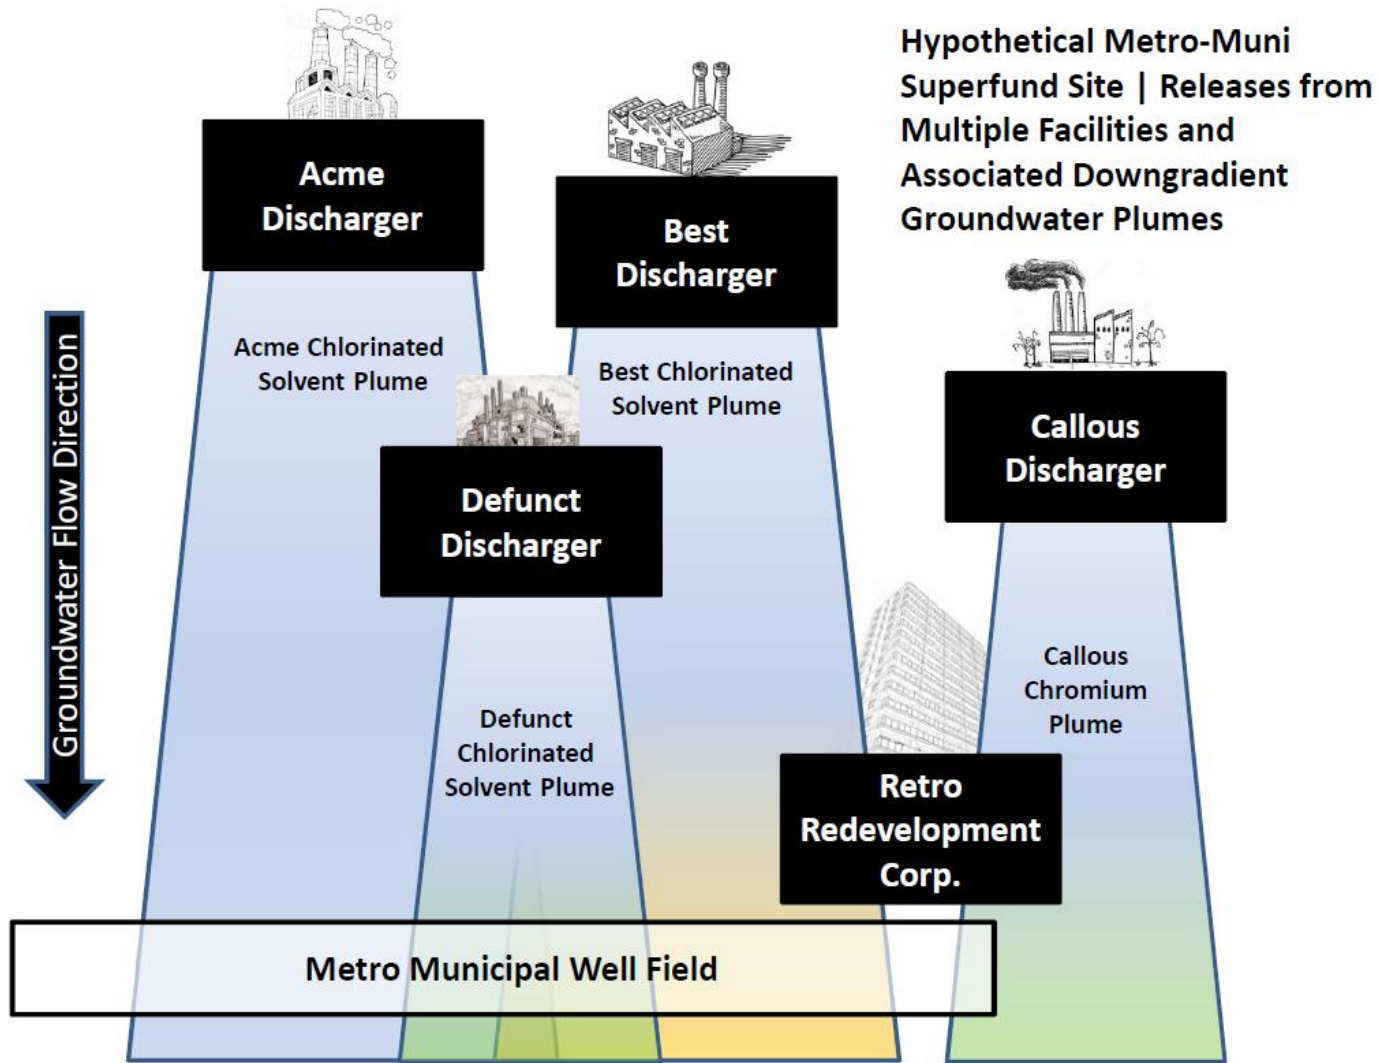 Hypothetical Metro-Muni
Superfund Site | Releases from
Multiple Facilities and
Associated Downgradient
Groundwater Plumes
Acme
Discharger
Best
Discharger
Acme Chlorinated
Solvent Plume
Best Chlorinated
Solvent Plume
Callous
Discharger
Groundwater Flow Direction
Defunct
Discharger
Callous
Chromium
Plume
Defunct
Chlorinated
Solvent Plume
Retro
Redevelopment
Corp.
Metro Municipal Well Field